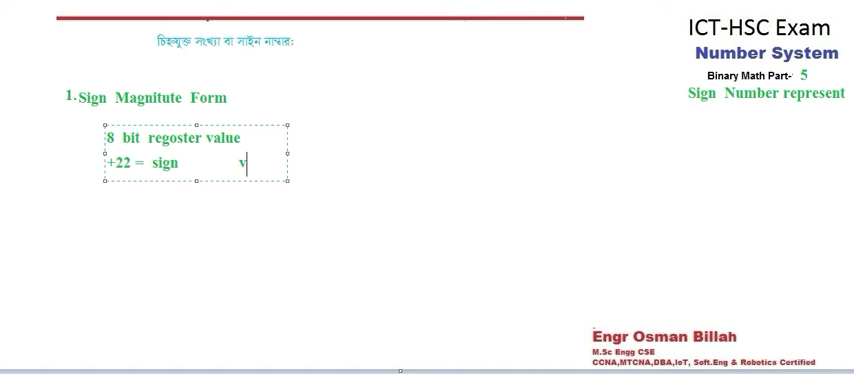 ICT-HSC Exam
Number System
Binary Math Part- 5
Sign Number represent
চিহ্নযুক্ত সংখ্যা বা সাইন নাম্বার:
1. Sign Magnitute Form
8 bit regoster value
+22 = sign v
Engr Osman Billah
M.Sc Engg CSE
CCNA,MTCNA,DBA,IoT, Soft.Eng & Robotics Certified